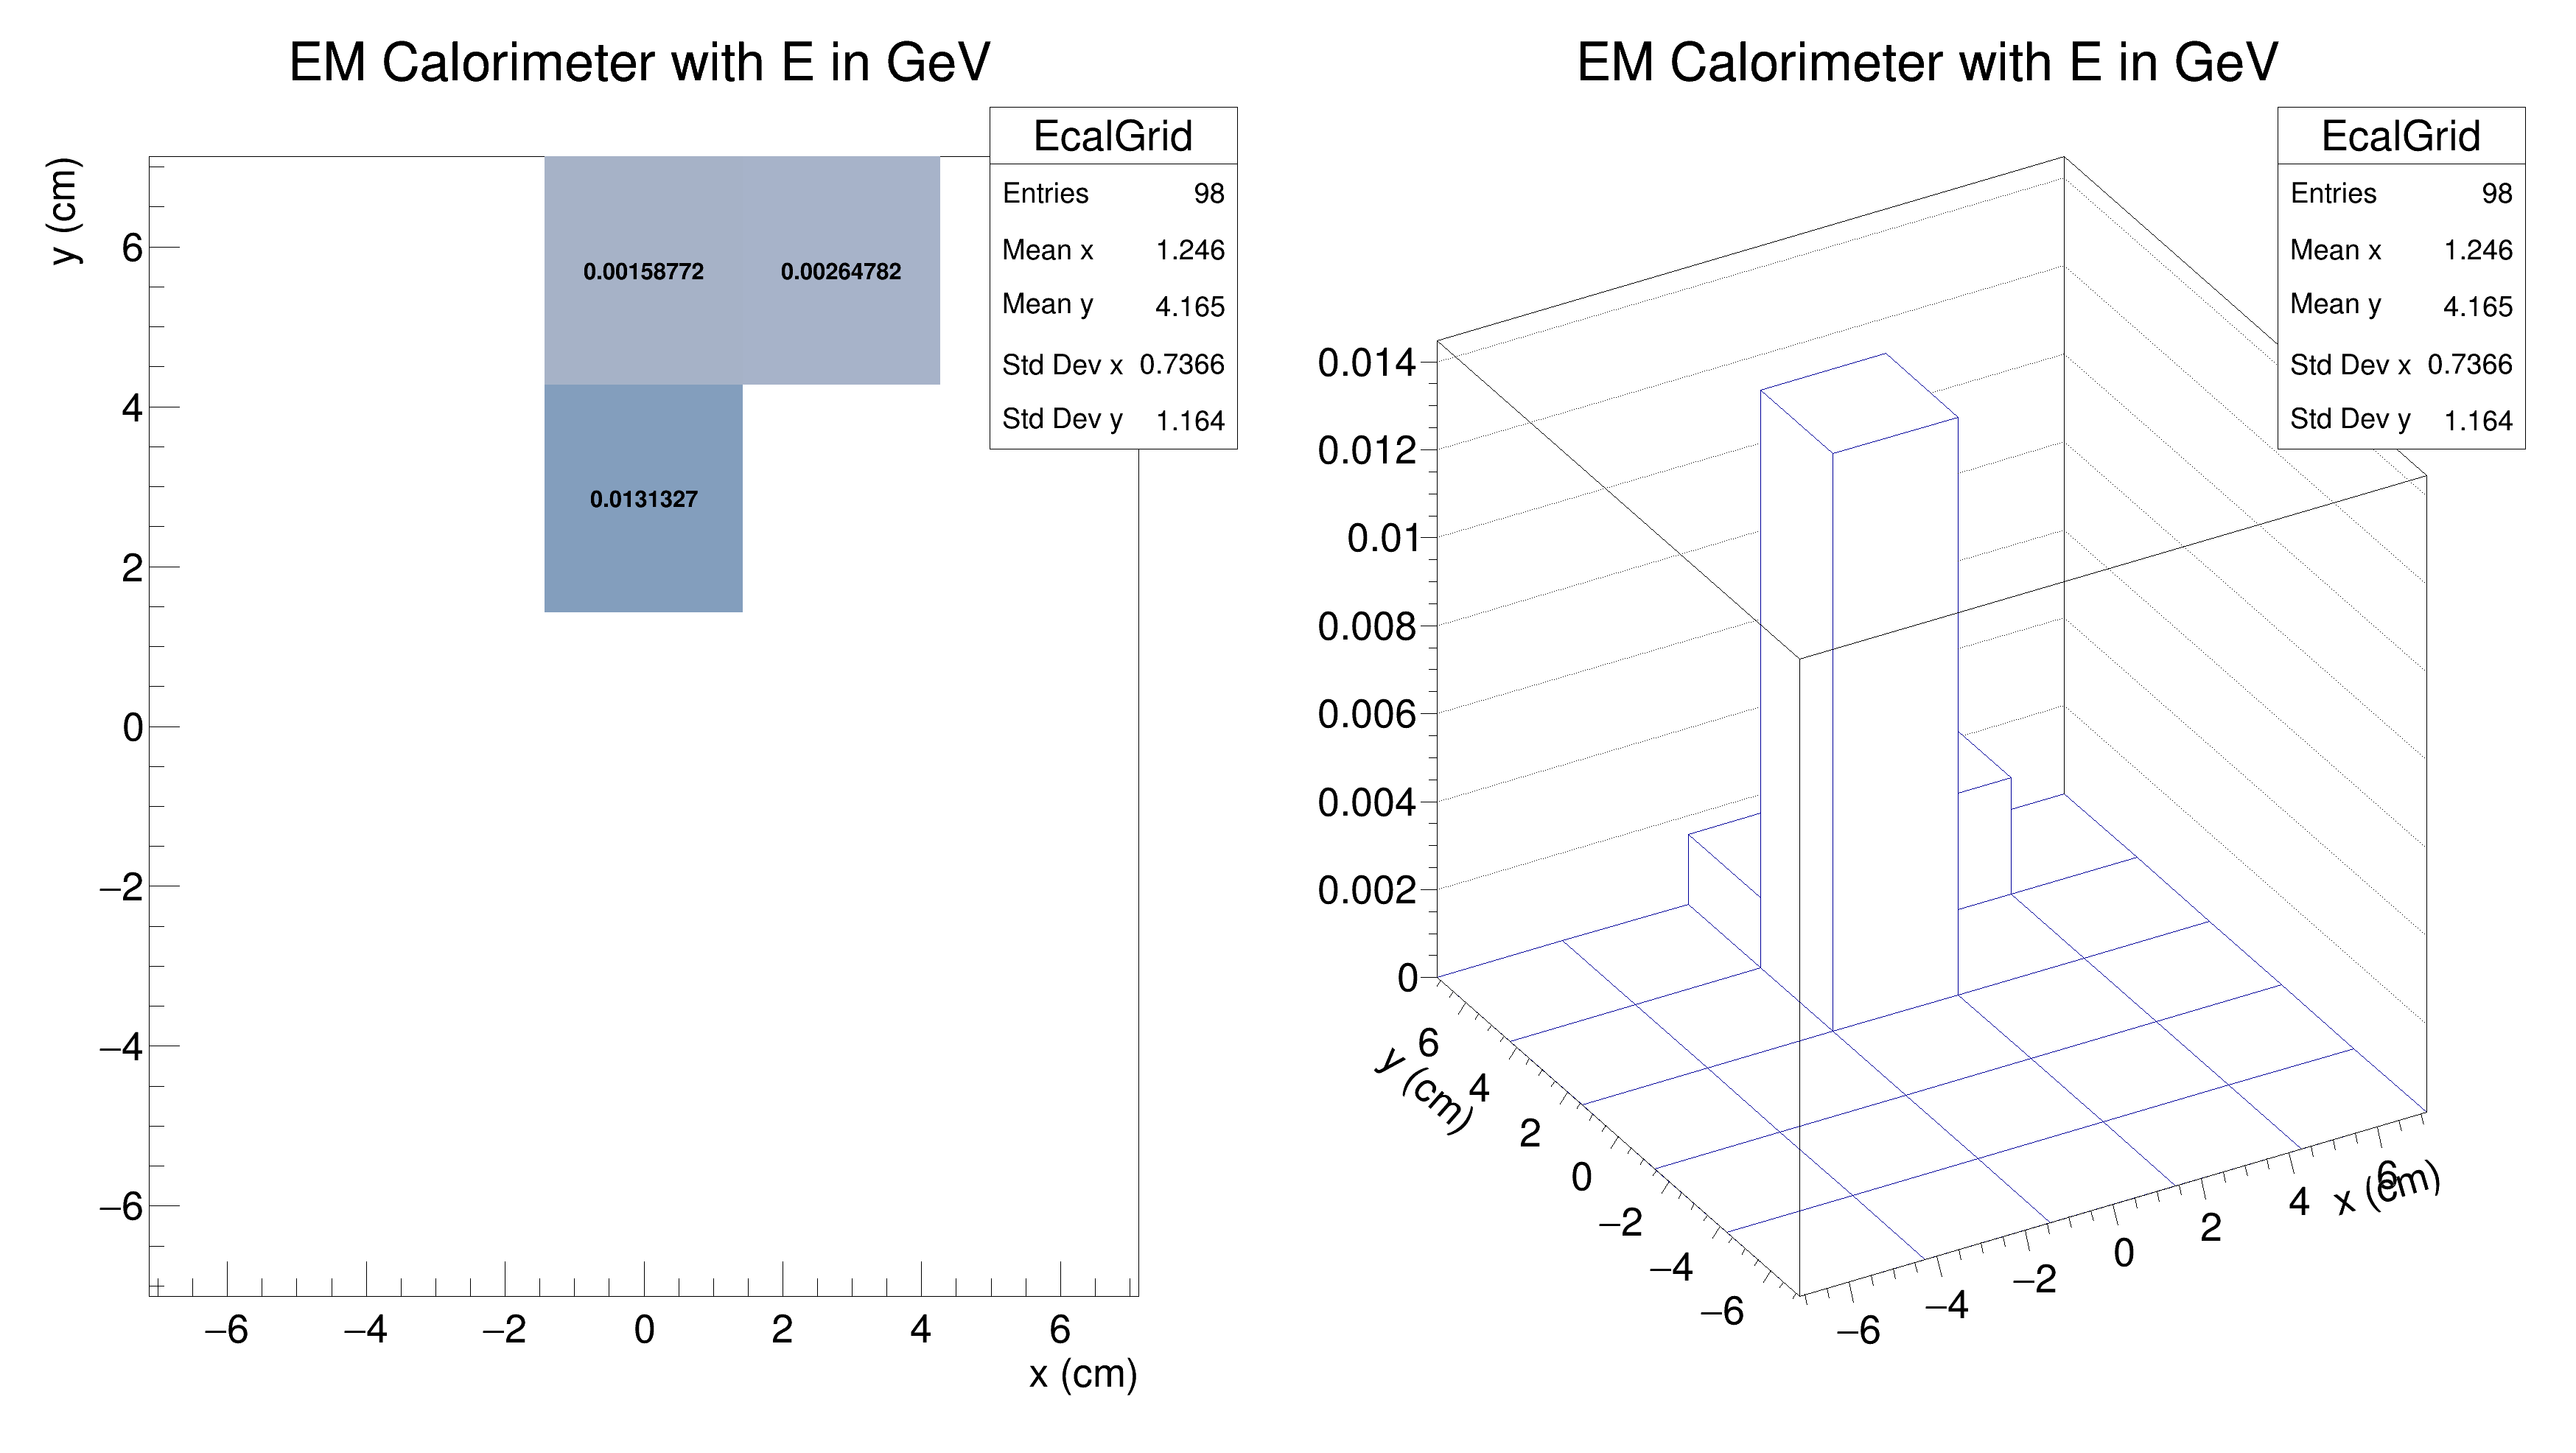 EM Calorimeter with E in GeV
EcalGrid
Entries 98
Mean x 1.246
Mean y 4.165
Std Dev x 0.7366
Std Dev y 1.164
y (cm)
6
4
2
0
−2
−4
−6
0.00158772 0.00264782
0.0131327
−6 −4 −2 0 2 4 6
x (cm)
EM Calorimeter with E in GeV
EcalGrid
Entries 98
Mean x 1.246
Mean y 4.165
Std Dev x 0.7366
Std Dev y 1.164
0.014
0.012
0.01
0.008
0.006
0.004
0.002
0
6
4
2
0
−2
−4
−6
y (cm)
−6 −4 −2 0 2 4 6
x (cm)